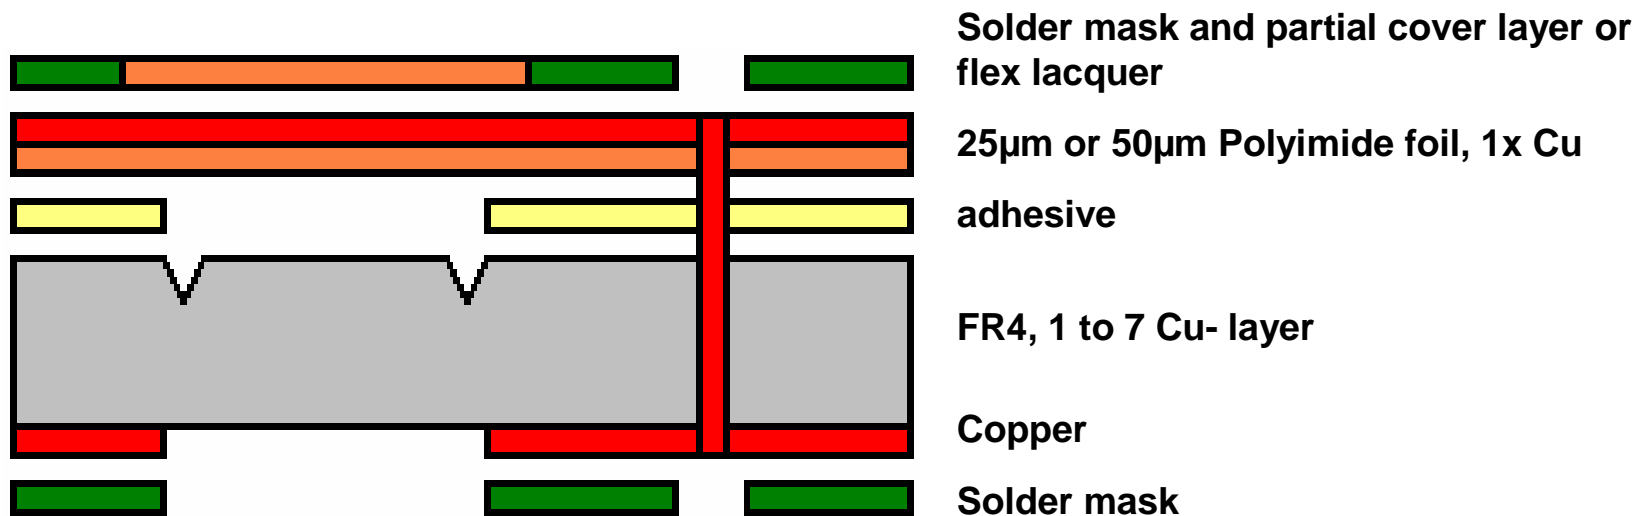 Solder mask and partial cover layer or
flex lacquer
25µm or 50µm Polyimide foil, 1x Cu
adhesive
FR4, 1 to 7 Cu- layer
Copper
Solder mask